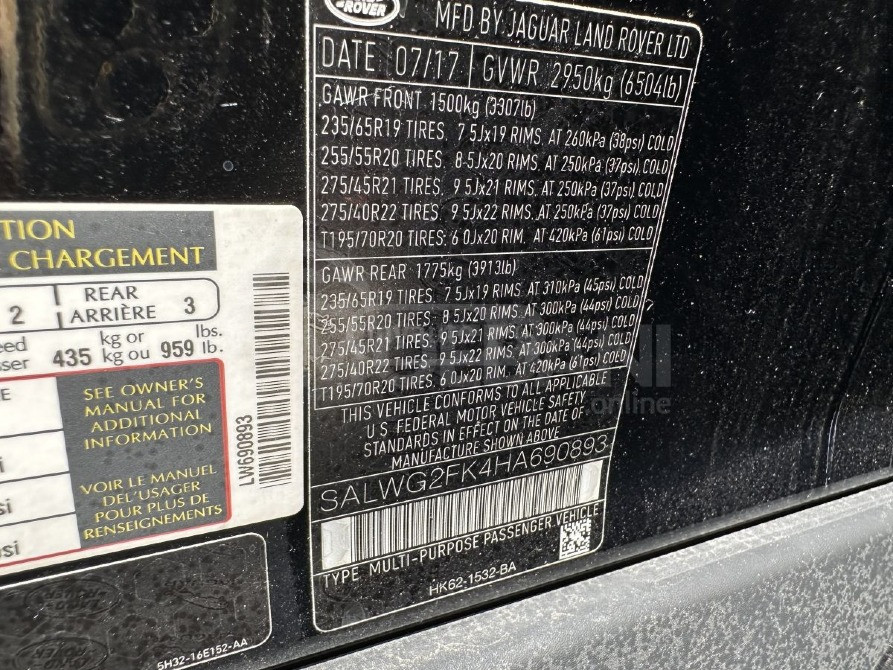 ROVER
MFD BY JAGUAR LAND ROVER LTD
DATE 07/17 GVWR 2950kg (6504lb)
GAWR FRONT 1500kg (3307lb)
235/65R19 TIRES, 7.5Jx19 RIMS, AT 260kPa (38psi) COLD
255/55R20 TIRES, 8.5Jx20 RIMS, AT 250kPa (37psi) COLD
275/45R21 TIRES, 9.5Jx21 RIMS, AT 250kPa (37psi) COLD
275/40R22 TIRES, 9.5Jx22 RIMS, AT 250kPa (37psi) COLD
T195/70R20 TIRES, 6.0Jx20 RIM, AT 420kPa (61psi) COLD
GAWR REAR 1775kg (3913lb)
235/65R19 TIRES, 7.5Jx19 RIMS, AT 310kPa (45psi) COLD
255/55R20 TIRES, 8.5Jx20 RIMS, AT 300kPa (44psi) COLD
275/45R21 TIRES, 9.5Jx21 RIMS, AT 300kPa (44psi) COLD
275/40R22 TIRES, 9.5Jx22 RIMS, AT 300kPa (44psi) COLD
T195/70R20 TIRES, 6.0Jx20 RIM, AT 420kPa (61psi) COLD
THIS VEHICLE CONFORMS TO ALL APPLICABLE
U.S. FEDERAL MOTOR VEHICLE SAFETY
STANDARDS IN EFFECT ON THE DATE OF
MANUFACTURE SHOWN ABOVE
SALWG2FK4HA690893
TYPE: MULTI-PURPOSE PASSENGER VEHICLE
HK62-1532-BA
TION
CHARGEMENT
2 REAR
ARRIÈRE 3
eed 435 kg or 959 lbs.
sser kg ou lb.
E
SEE OWNER'S
MANUAL FOR
ADDITIONAL
INFORMATION
i
si
VOIR LE MANUEL
DEL'USAGER
POUR PLUS DE
RENSEIGNEMENTS
si
LW690893
5H32-16E152-AA
online